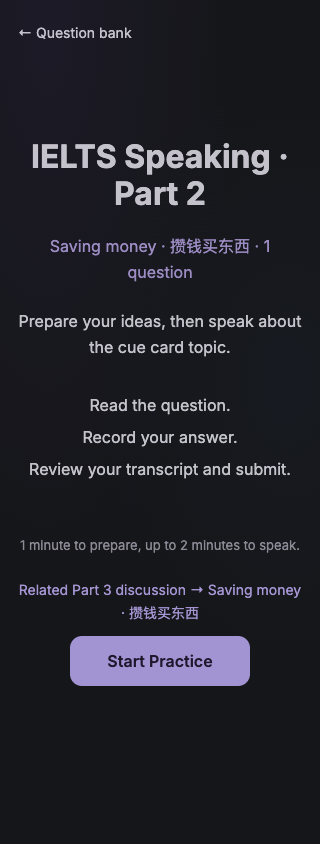 ← Question bank
IELTS Speaking ·
Part 2
Saving money · 攒钱买东西 · 1
question
Prepare your ideas, then speak about
the cue card topic.
Read the question.
Record your answer.
Review your transcript and submit.
1 minute to prepare, up to 2 minutes to speak.
Related Part 3 discussion → Saving money
· 攒钱买东西
Start Practice